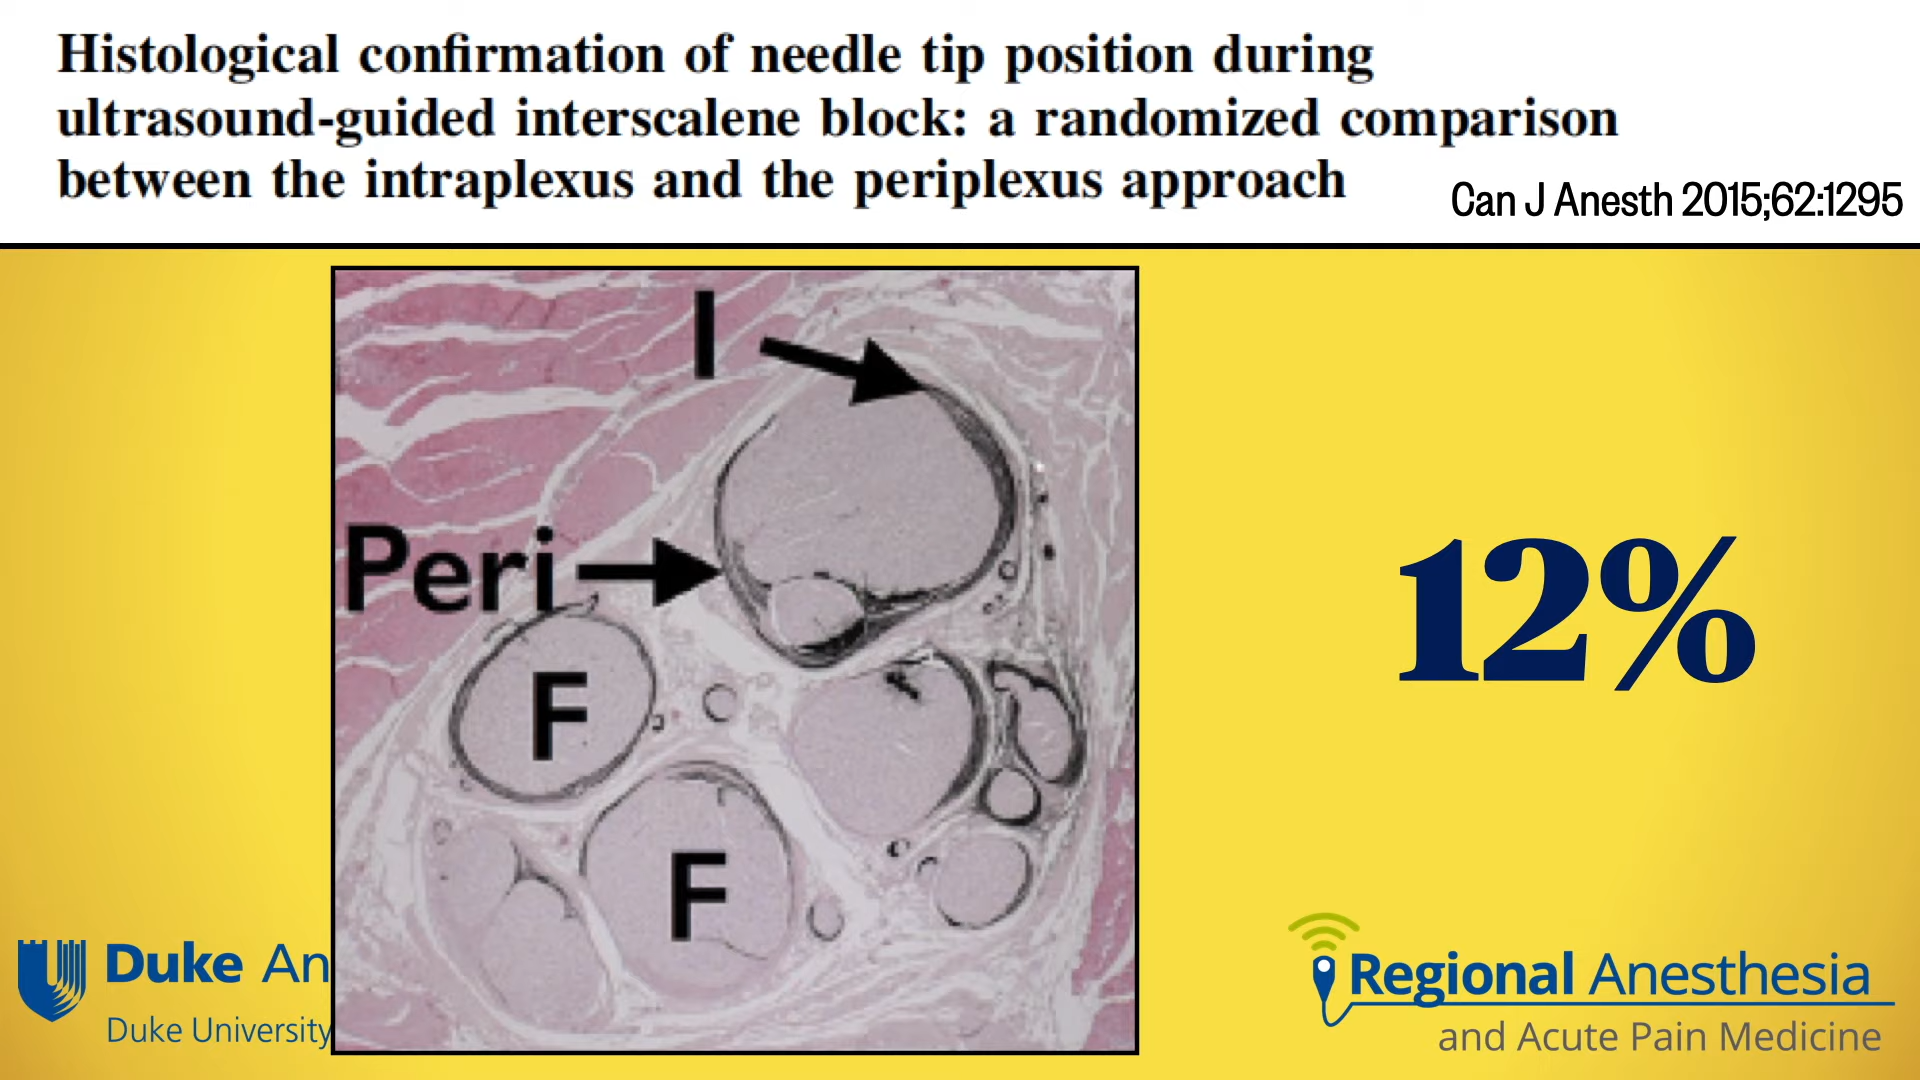 Histological confirmation of needle tip position during
ultrasound-guided interscalene block: a randomized comparison
between the intraplexus and the periplexus approach
Can J Anesth 2015;62:1295
I
Peri
F
F
12%
Duke An
Duke University
Regional Anesthesia
and Acute Pain Medicine